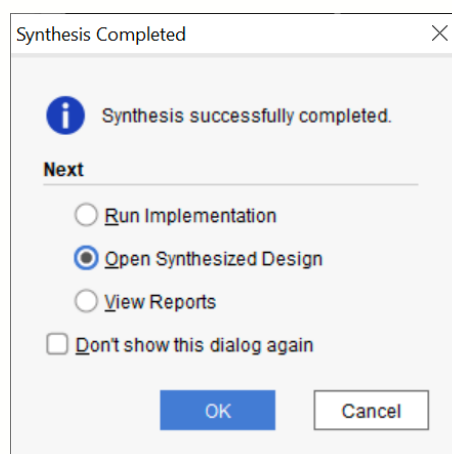 Synthesis Completed
Synthesis successfully completed.
Next
Run Implementation
Open Synthesized Design
View Reports
Don't show this dialog again
OK
Cancel